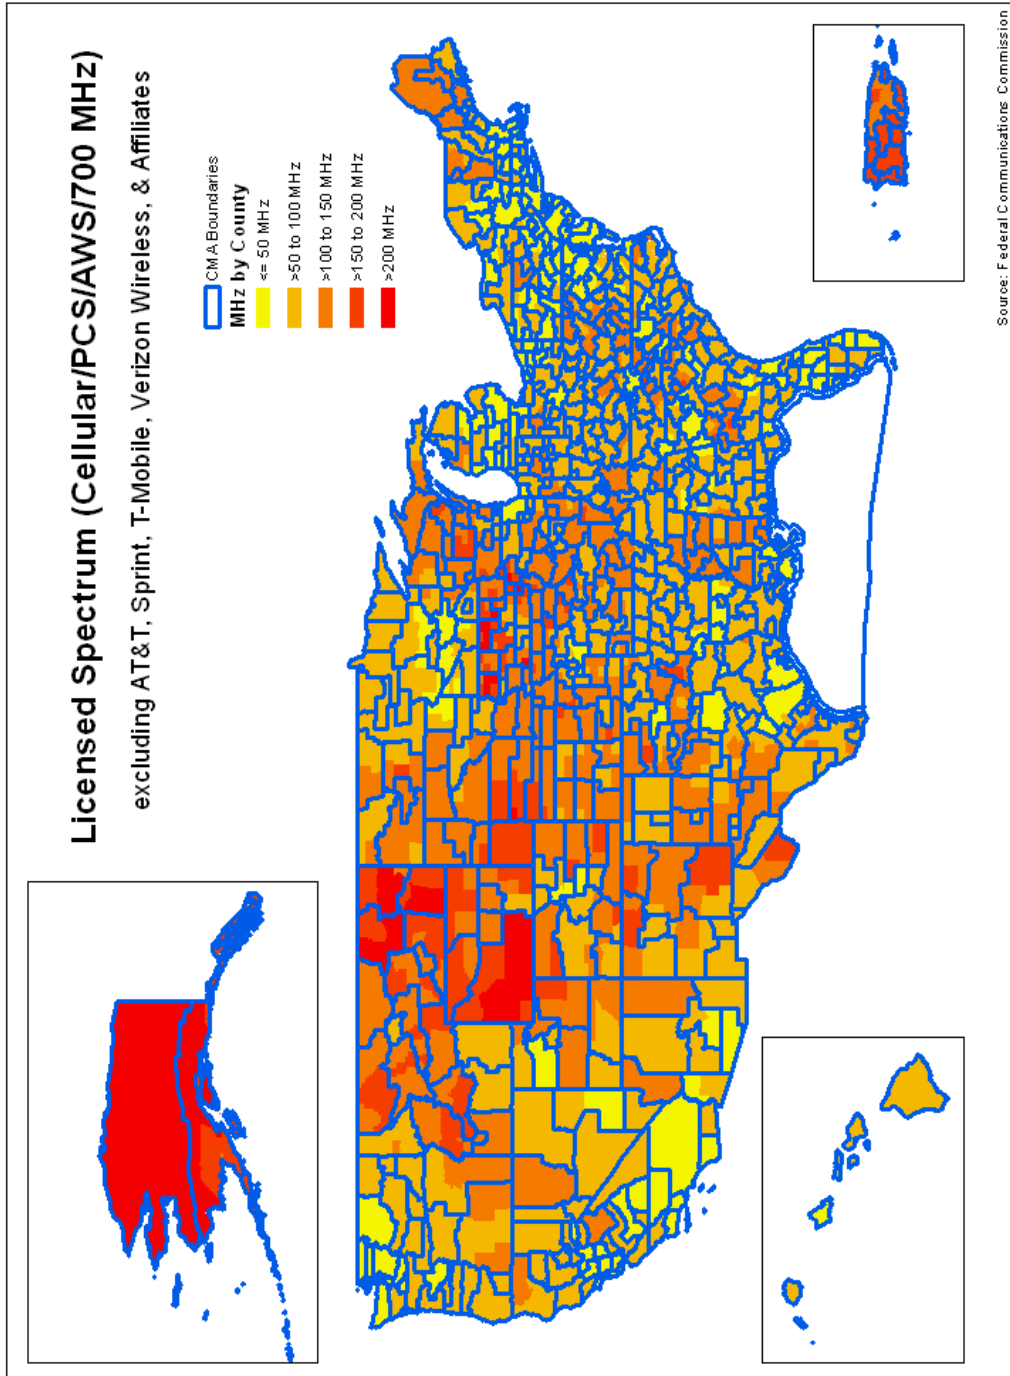 Licensed Spectrum (Cellular/PCS/AWS/700 MHz)
excluding AT&T, Sprint, T-Mobile, Verizon Wireless, & Affiliates
CMA Boundaries
MHz by County
<= 50 MHz
>50 to 100 MHz
>100 to 150 MHz
>150 to 200 MHz
>200 MHz
Source: Federal Communications Commission